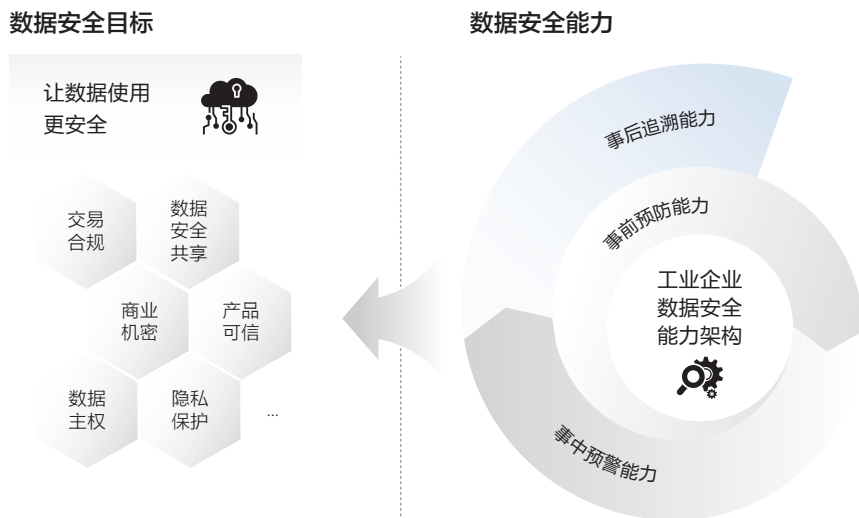 数据安全目标
让数据使用
更安全
交易
合规
数据
安全
共享
商业
机密
产品
可信
数据
主权
隐私
保护
...
数据安全能力
事后追溯能力
事前预防能力
工业企业
数据安全
能力架构
事中预警能力